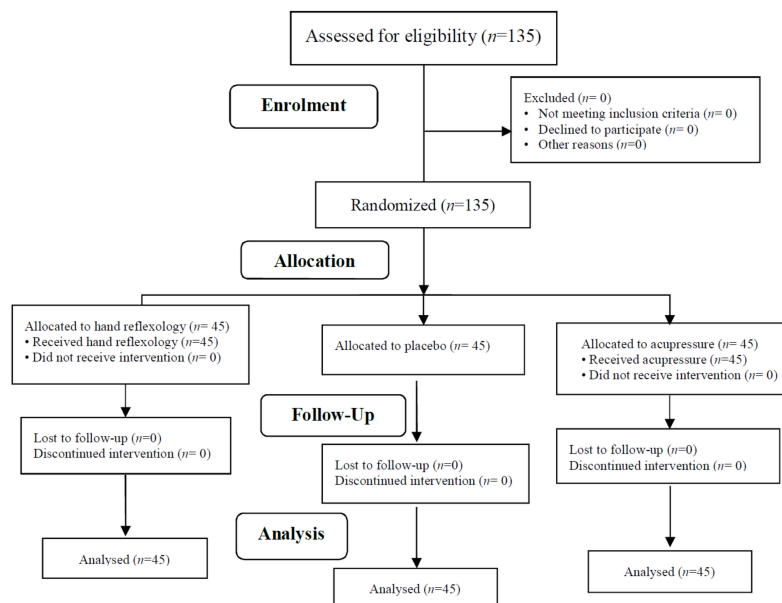 Assessed for eligibility (n=135)
Enrolment
Excluded (n= 0)
• Not meeting inclusion criteria (n= 0)
• Declined to participate (n= 0)
• Other reasons (n=0)
Randomized (n=135)
Allocation
Allocated to hand reflexology (n= 45)
• Received hand reflexology (n=45)
• Did not receive intervention (n= 0)
Allocated to placebo (n= 45)
Allocated to acupressure (n= 45)
• Received acupressure (n=45)
• Did not receive intervention (n= 0)
Follow-Up
Lost to follow-up (n=0)
Discontinued intervention (n= 0)
Lost to follow-up (n=0)
Discontinued intervention (n= 0)
Lost to follow-up (n=0)
Discontinued intervention (n= 0)
Analysis
Analysed (n=45)
Analysed (n=45)
Analysed (n=45)